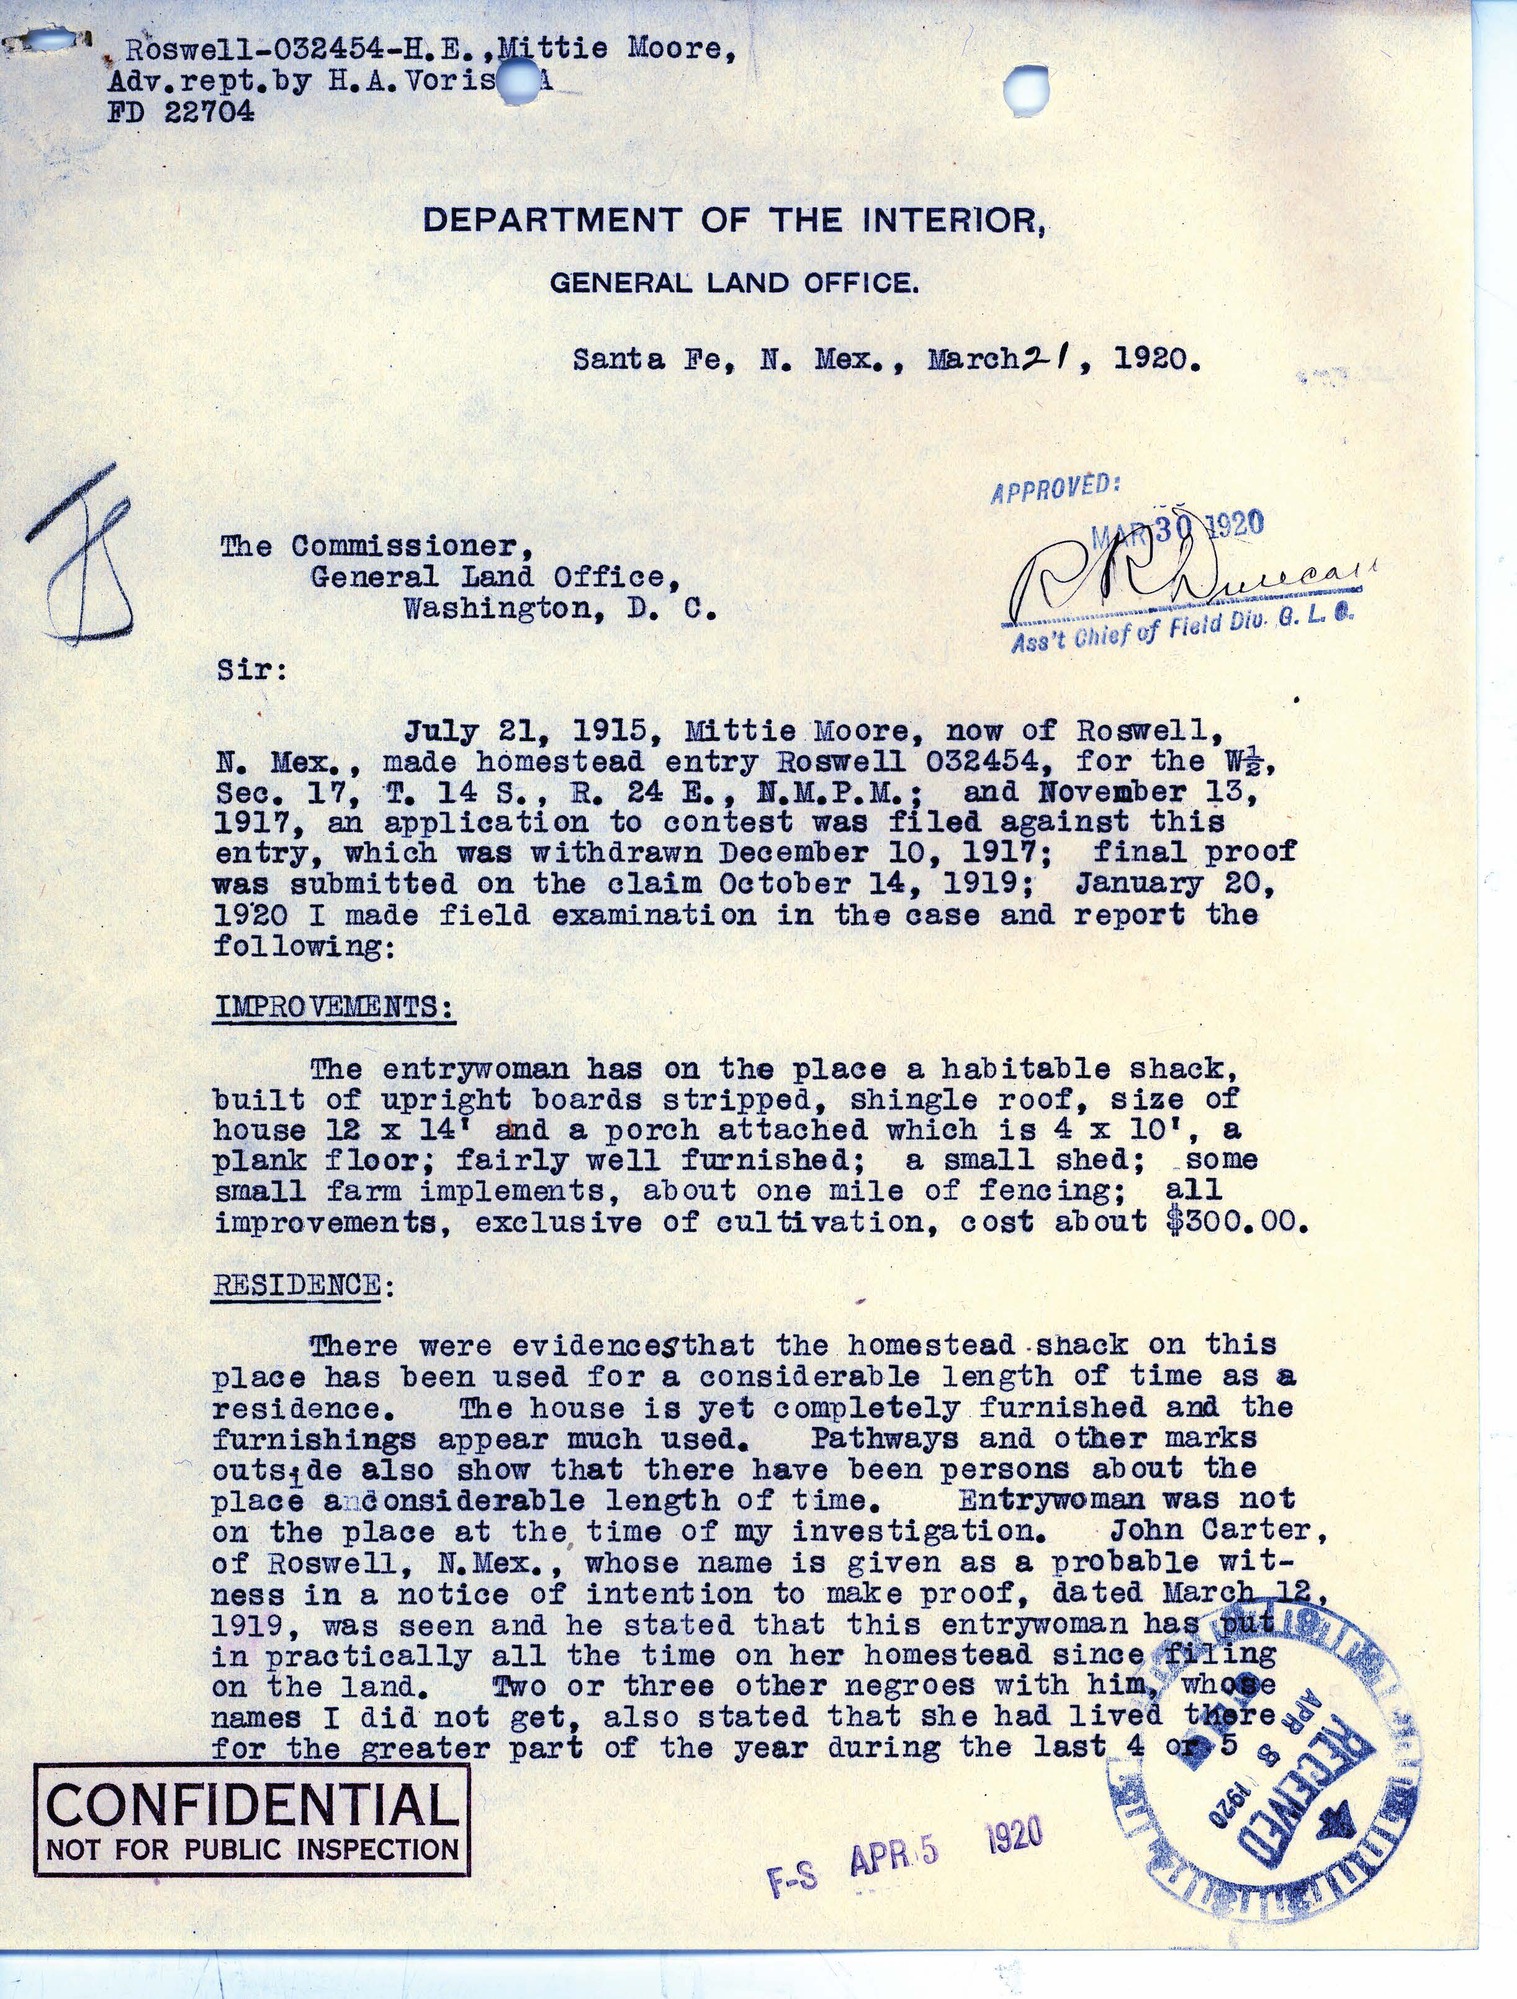 Roswell-032454-H.E.,Mittie Moore,
Adv.rept.by H.A.Voris A
FD 22704
DEPARTMENT OF THE INTERIOR,
GENERAL LAND OFFICE.
Santa Fe, N. Mex., March 21, 1920.
APPROVED:
MAR 30 1920
R R Duncan
Ass't Chief of Field Div. G. L. O.
The Commissioner,
General Land Office,
Washington, D. C.
Sir:
July 21, 1915, Mittie Moore, now of Roswell,
N. Mex., made homestead entry Roswell 032454, for the W½,
Sec. 17, T. 14 S., R. 24 E., N.M.P.M.; and November 13,
1917, an application to contest was filed against this
entry, which was withdrawn December 10, 1917; final proof
was submitted on the claim October 14, 1919; January 20,
1920 I made field examination in the case and report the
following:
IMPROVEMENTS:
The entrywoman has on the place a habitable shack,
built of upright boards stripped, shingle roof, size of
house 12 x 14' and a porch attached which is 4 x 10', a
plank floor; fairly well furnished; a small shed; some
small farm implements, about one mile of fencing; all
improvements, exclusive of cultivation, cost about $300.00.
RESIDENCE:
There were evidences that the homestead shack on this
place has been used for a considerable length of time as a
residence. The house is yet completely furnished and the
furnishings appear much used. Pathways and other marks
outside also show that there have been persons about the
place a considerable length of time. Entrywoman was not
on the place at the time of my investigation. John Carter,
of Roswell, N.Mex., whose name is given as a probable wit-
ness in a notice of intention to make proof, dated March 12,
1919, was seen and he stated that this entrywoman has put
in practically all the time on her homestead since filing
on the land. Two or three other negroes with him, whose
names I did not get, also stated that she had lived there
for the greater part of the year during the last 4 or 5
CONFIDENTIAL
NOT FOR PUBLIC INSPECTION
F-S APR 5 1920
RECEIVED
APR 8 1920